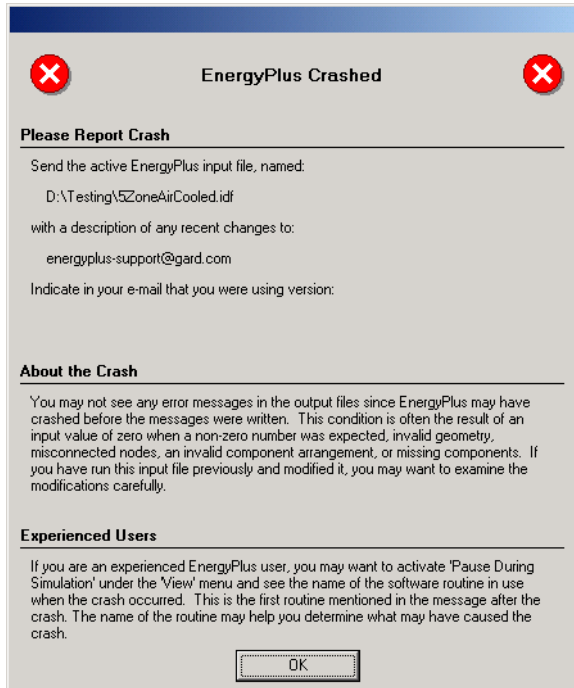 EnergyPlus Crashed
Please Report Crash
Send the active EnergyPlus input file, named:
D:\Testing\5ZoneAirCooled.idf
with a description of any recent changes to:
energyplus-support@gard.com
Indicate in your e-mail that you were using version:
About the Crash
You may not see any error messages in the output files since EnergyPlus may have
crashed before the messages were written. This condition is often the result of an
input value of zero when a non-zero number was expected, invalid geometry,
misconnected nodes, an invalid component arrangement, or missing components. If
you have run this input file previously and modified it, you may want to examine the
modifications carefully.
Experienced Users
If you are an experienced EnergyPlus user, you may want to activate 'Pause During
Simulation' under the 'View' menu and see the name of the software routine in use
when the crash occurred. This is the first routine mentioned in the message after the
crash. The name of the routine may help you determine what may have caused the
crash.
OK